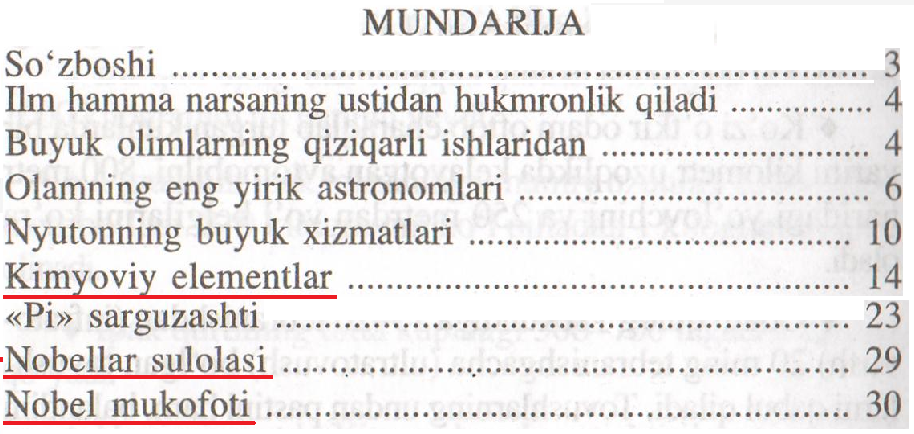 MUNDARIJA
So‘zboshi ........................................................................ 3
Ilm hamma narsaning ustidan hukmronlik qiladi ............... 4
Buyuk olimlarning qiziqarli ishlaridan ............................ 4
Olamning eng yirik astronomlari .................................... 6
Nyutonning buyuk xizmatlari ....................................... 10
Kimyoviy elementlar .................................................... 14
«Pi» sarguzashti ............................................................ 23
Nobellar sulolasi ........................................................... 29
Nobel mukofoti ............................................................. 30